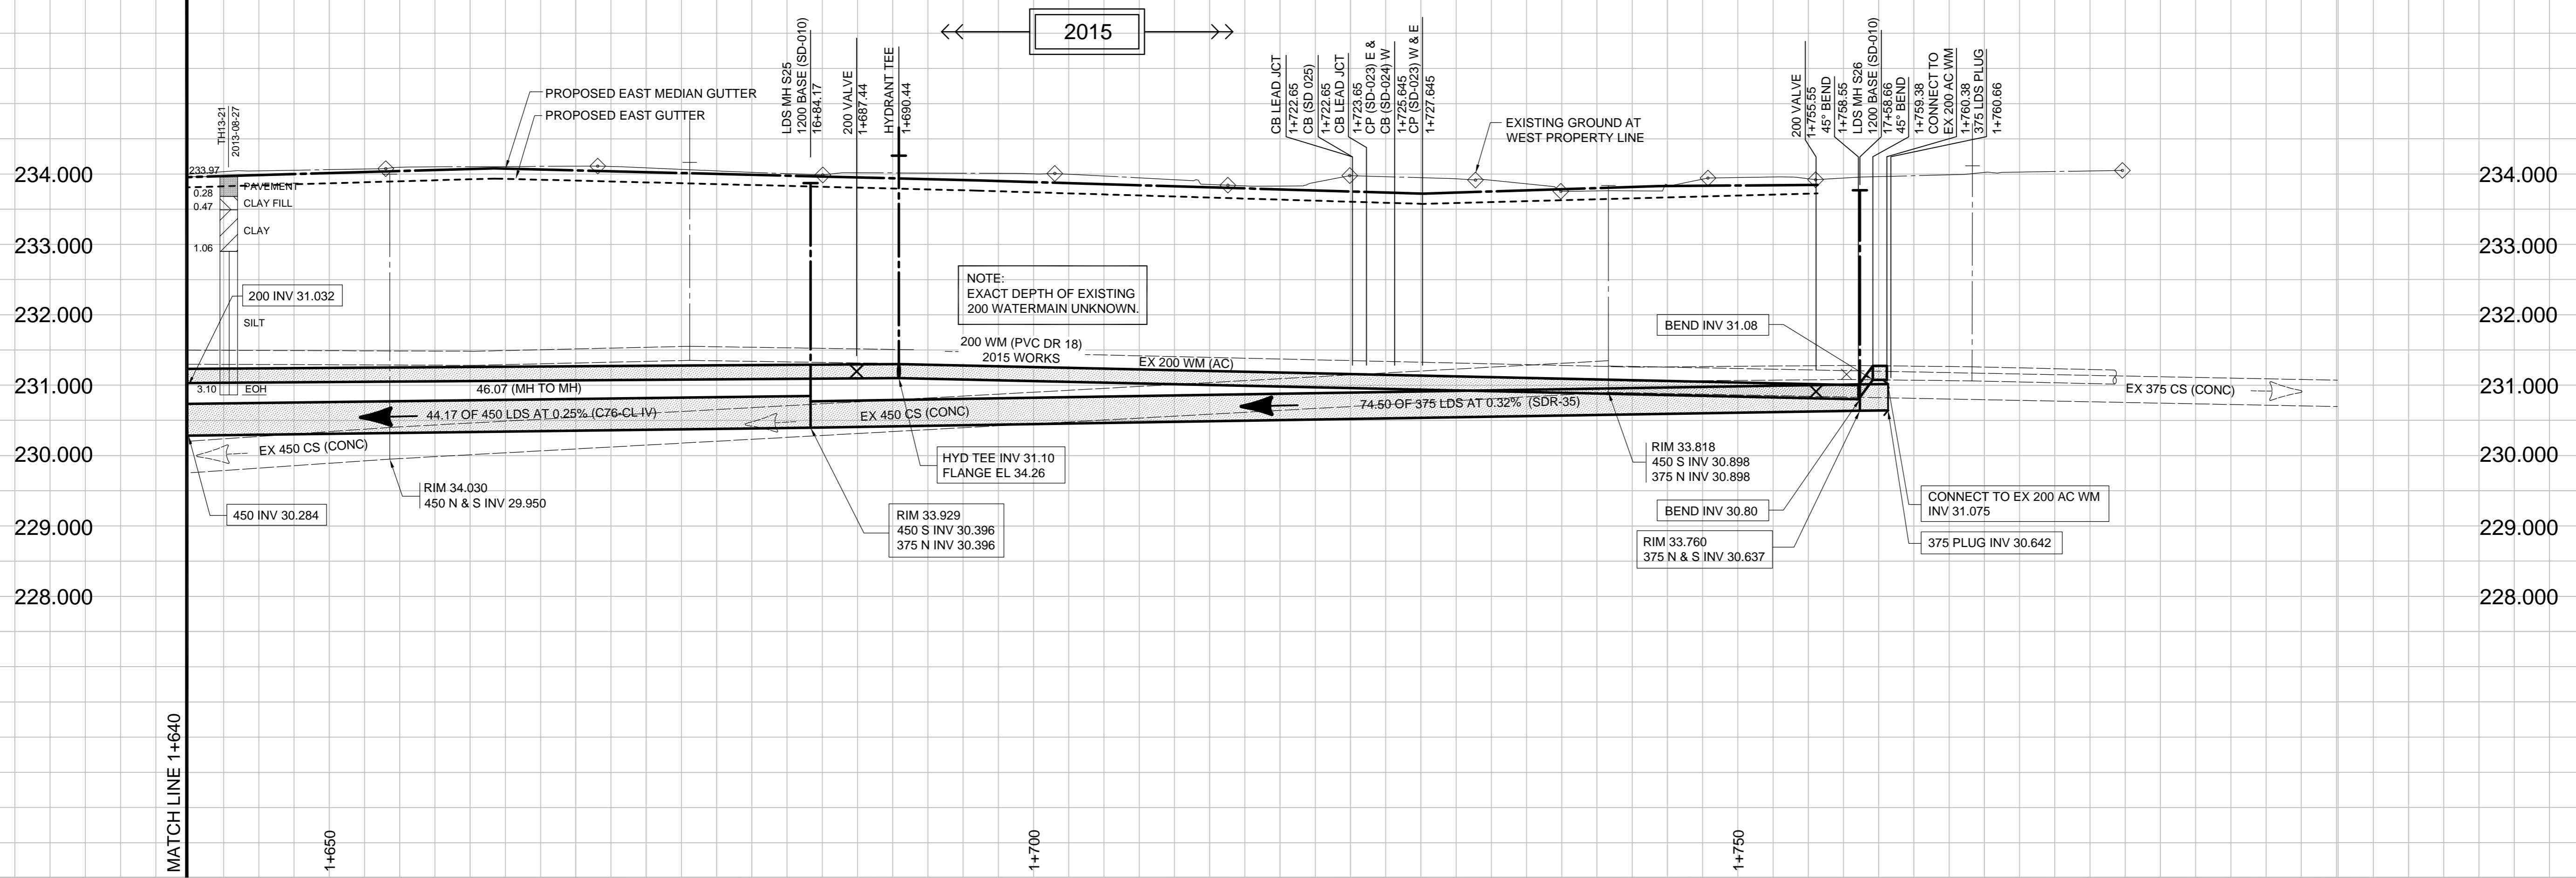 2015
PROPOSED EAST MEDIAN GUTTER
PROPOSED EAST GUTTER
TH13-21
2013-08-27
LDS MH S25
1200 BASE (SD-010)
16+84.17
200 VALVE
1+687.44
HYDRANT TEE
1+690.44
CB LEAD JCT
1+722.65
CB (SD 025)
1+722.65
CB LEAD JCT
1+723.65
CP (SD-023) E &
CB (SD-024) W
1+725.645
CP (SD-023) W & E
1+727.645
EXISTING GROUND AT
WEST PROPERTY LINE
200 VALVE
1+755.55
45° BEND
1+758.55
LDS MH S26
1200 BASE (SD-010)
17+58.66
45° BEND
1+759.38
CONNECT TO
EX 200 AC WM
1+760.38
375 LDS PLUG
1+760.66
234.000
233.000
232.000
231.000
230.000
229.000
228.000
234.000
233.000
232.000
231.000
230.000
229.000
228.000
233.97
0.28
0.47
1.06
3.10
PAVEMENT
CLAY FILL
CLAY
SILT
EOH
200 INV 31.032
NOTE:
EXACT DEPTH OF EXISTING
200 WATERMAIN UNKNOWN.
200 WM (PVC DR 18)
2015 WORKS
EX 200 WM (AC)
BEND INV 31.08
46.07 (MH TO MH)
44.17 OF 450 LDS AT 0.25% (C76-CL IV)
EX 450 CS (CONC)
74.50 OF 375 LDS AT 0.32% (SDR-35)
EX 375 CS (CONC)
EX 450 CS (CONC)
HYD TEE INV 31.10
FLANGE EL 34.26
RIM 33.818
450 S INV 30.898
375 N INV 30.898
RIM 34.030
450 N & S INV 29.950
450 INV 30.284
RIM 33.929
450 S INV 30.396
375 N INV 30.396
BEND INV 30.80
RIM 33.760
375 N & S INV 30.637
CONNECT TO EX 200 AC WM
INV 31.075
375 PLUG INV 30.642
MATCH LINE 1+640
1+650
1+700
1+750